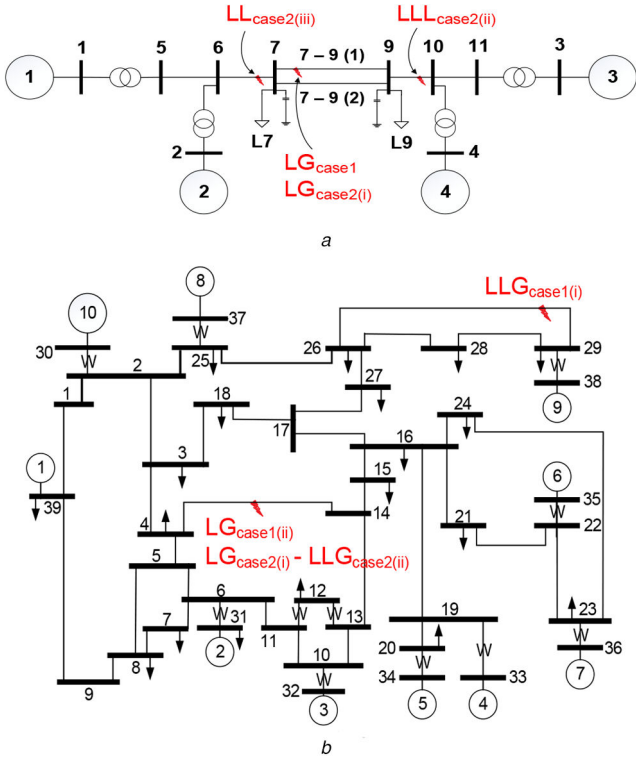 LLcase2(iii)
LLLcase2(ii)
1 5 6 7 7 – 9 (1) 9 10 11 3
1 3
7 – 9 (2)
2 L7 L9 4
LGcase1
2 LGcase2(i) 4
a
8 LLGcase1(i)
10 37
30 W W
2 25 26 28 29
W
1 18 27 38
24 9
17 16
1 3 15 6
39 35
W
4 LGcase1(ii) 14 21 22
5 LGcase2(i) - LLGcase2(ii)
6 12 19 23
7 W 31 W W 13 W
11 20 36
8 2 10 W W 7
9 W 34 33
32 5 4
3
b